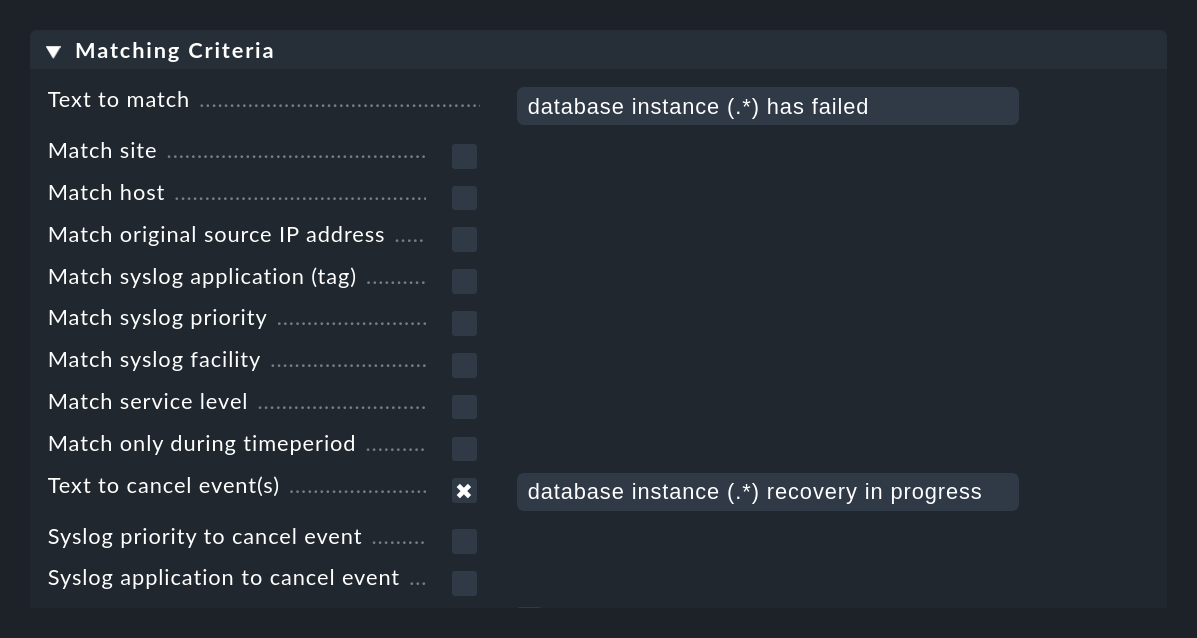 Matching Criteria
Text to match database instance (.*) has failed
Match site
Match host
Match original source IP address
Match syslog application (tag)
Match syslog priority
Match syslog facility
Match service level
Match only during timeperiod
Text to cancel event(s) database instance (.*) recovery in progress
Syslog priority to cancel event
Syslog application to cancel event